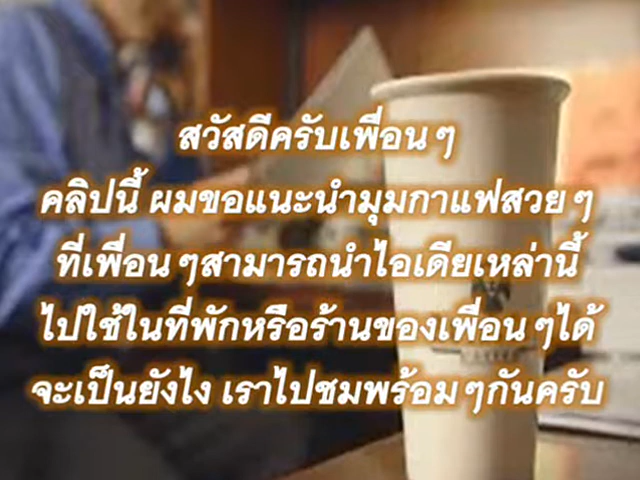 สวัสดีครับเพื่อนๆ
คลิปนี้ ผมขอแนะนำมุมกาแฟสวยๆ
ที่เพื่อนๆสามารถนำไอเดียเหล่านี้
ไปใช้ในที่พักหรือร้านของเพื่อนๆได้
จะเป็นยังไง เราไปชมพร้อมๆกันครับ